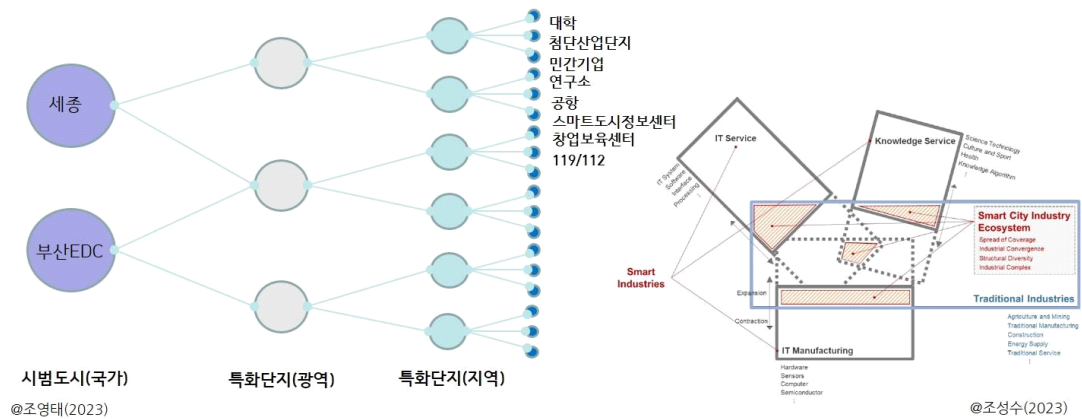 세종
부산EDC
대학
첨단산업단지
민간기업
연구소
공항
스마트도시정보센터
창업보육센터
119/112
시범도시(국가)
특화단지(광역)
특화단지(지역)
@조영태(2023)
IT Service
IT System
Software
Interface
Processing
Knowledge Service
Science Technology
Culture and Sport
Health
Knowledge Algorithm
Smart City Industry
Ecosystem
Spread of Coverage
Industrial Convergence
Structural Diversity
Industrial Complex
Smart
Industries
Expansion
Contraction
Traditional Industries
Agriculture and Mining
Traditional Manufacturing
Construction
Energy Supply
Traditional Service
IT Manufacturing
Hardware
Sensors
Computer
Semiconductor
@조성수(2023)